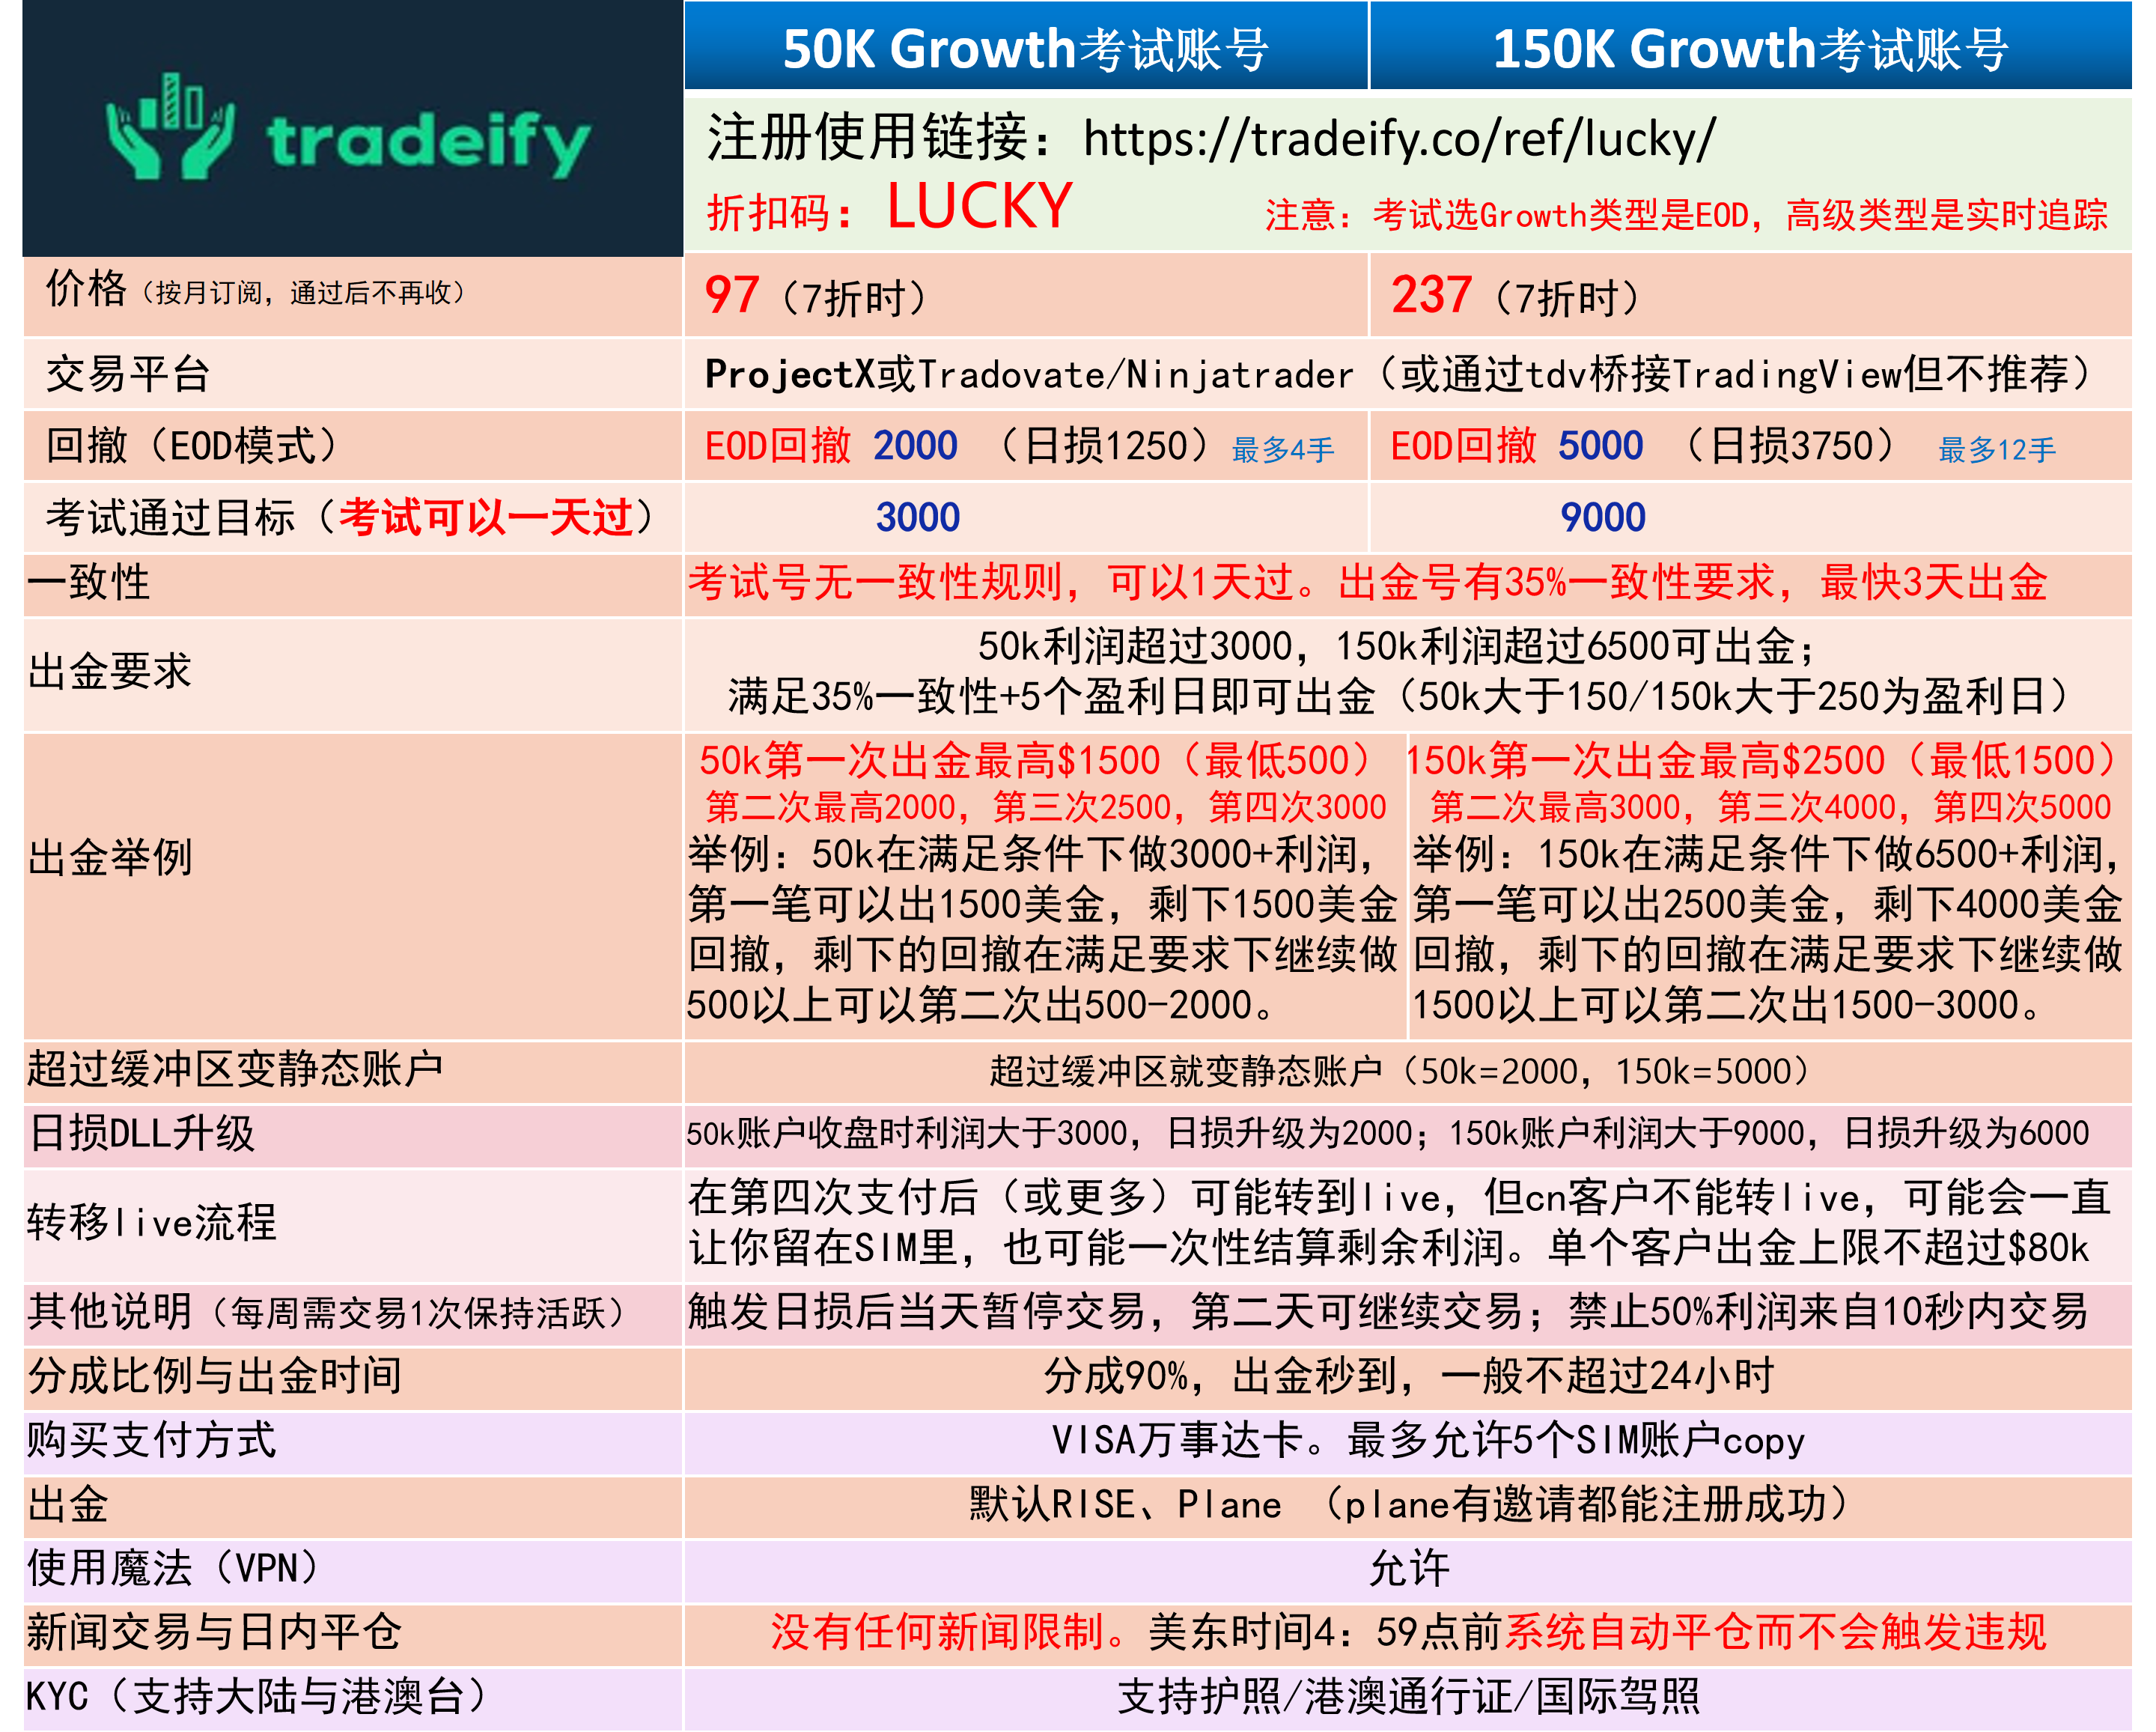 tradeify
50K Growth考试账号
150K Growth考试账号
注册使用链接：https://tradeify.co/ref/lucky/
折扣码：LUCKY
注意：考试选Growth类型是EOD，高级类型是实时追踪
价格（按月订阅，通过后不再收）
97（7折时）
237（7折时）
交易平台
ProjectX或Tradovate/Ninjatrader（或通过tdv桥接TradingView但不推荐）
回撤（EOD模式）
EOD回撤 2000 （日损1250）最多4手
EOD回撤 5000 （日损3750） 最多12手
考试通过目标（考试可以一天过）
3000
9000
一致性
考试号无一致性规则，可以1天过。出金号有35%一致性要求，最快3天出金
出金要求
50k利润超过3000，150k利润超过6500可出金；
满足35%一致性+5个盈利日即可出金（50k大于150/150k大于250为盈利日）
出金举例
50k第一次出金最高$1500（最低500）
第二次最高2000，第三次2500，第四次3000
举例：50k在满足条件下做3000+利润，
第一笔可以出1500美金，剩下1500美金
回撤，剩下的回撤在满足要求下继续做
500以上可以第二次出500-2000。
150k第一次出金最高$2500（最低1500）
第二次最高3000，第三次4000，第四次5000
举例：150k在满足条件下做6500+利润，
第一笔可以出2500美金，剩下4000美金
回撤，剩下的回撤在满足要求下继续做
1500以上可以第二次出1500-3000。
超过缓冲区变静态账户
超过缓冲区就变静态账户（50k=2000，150k=5000）
日损DLL升级
50k账户收盘时利润大于3000，日损升级为2000；150k账户利润大于9000，日损升级为6000
转移live流程
在第四次支付后（或更多）可能转到live，但cn客户不能转live，可能会一直
让你留在SIM里，也可能一次性结算剩余利润。单个客户出金上限不超过$80k
其他说明（每周需交易1次保持活跃）
触发日损后当天暂停交易，第二天可继续交易；禁止50%利润来自10秒内交易
分成比例与出金时间
分成90%，出金秒到，一般不超过24小时
购买支付方式
VISA万事达卡。最多允许5个SIM账户copy
出金
默认RISE、Plane （plane有邀请都能注册成功）
使用魔法（VPN）
允许
新闻交易与日内平仓
没有任何新闻限制。美东时间4：59点前系统自动平仓而不会触发违规
KYC（支持大陆与港澳台）
支持护照/港澳通行证/国际驾照